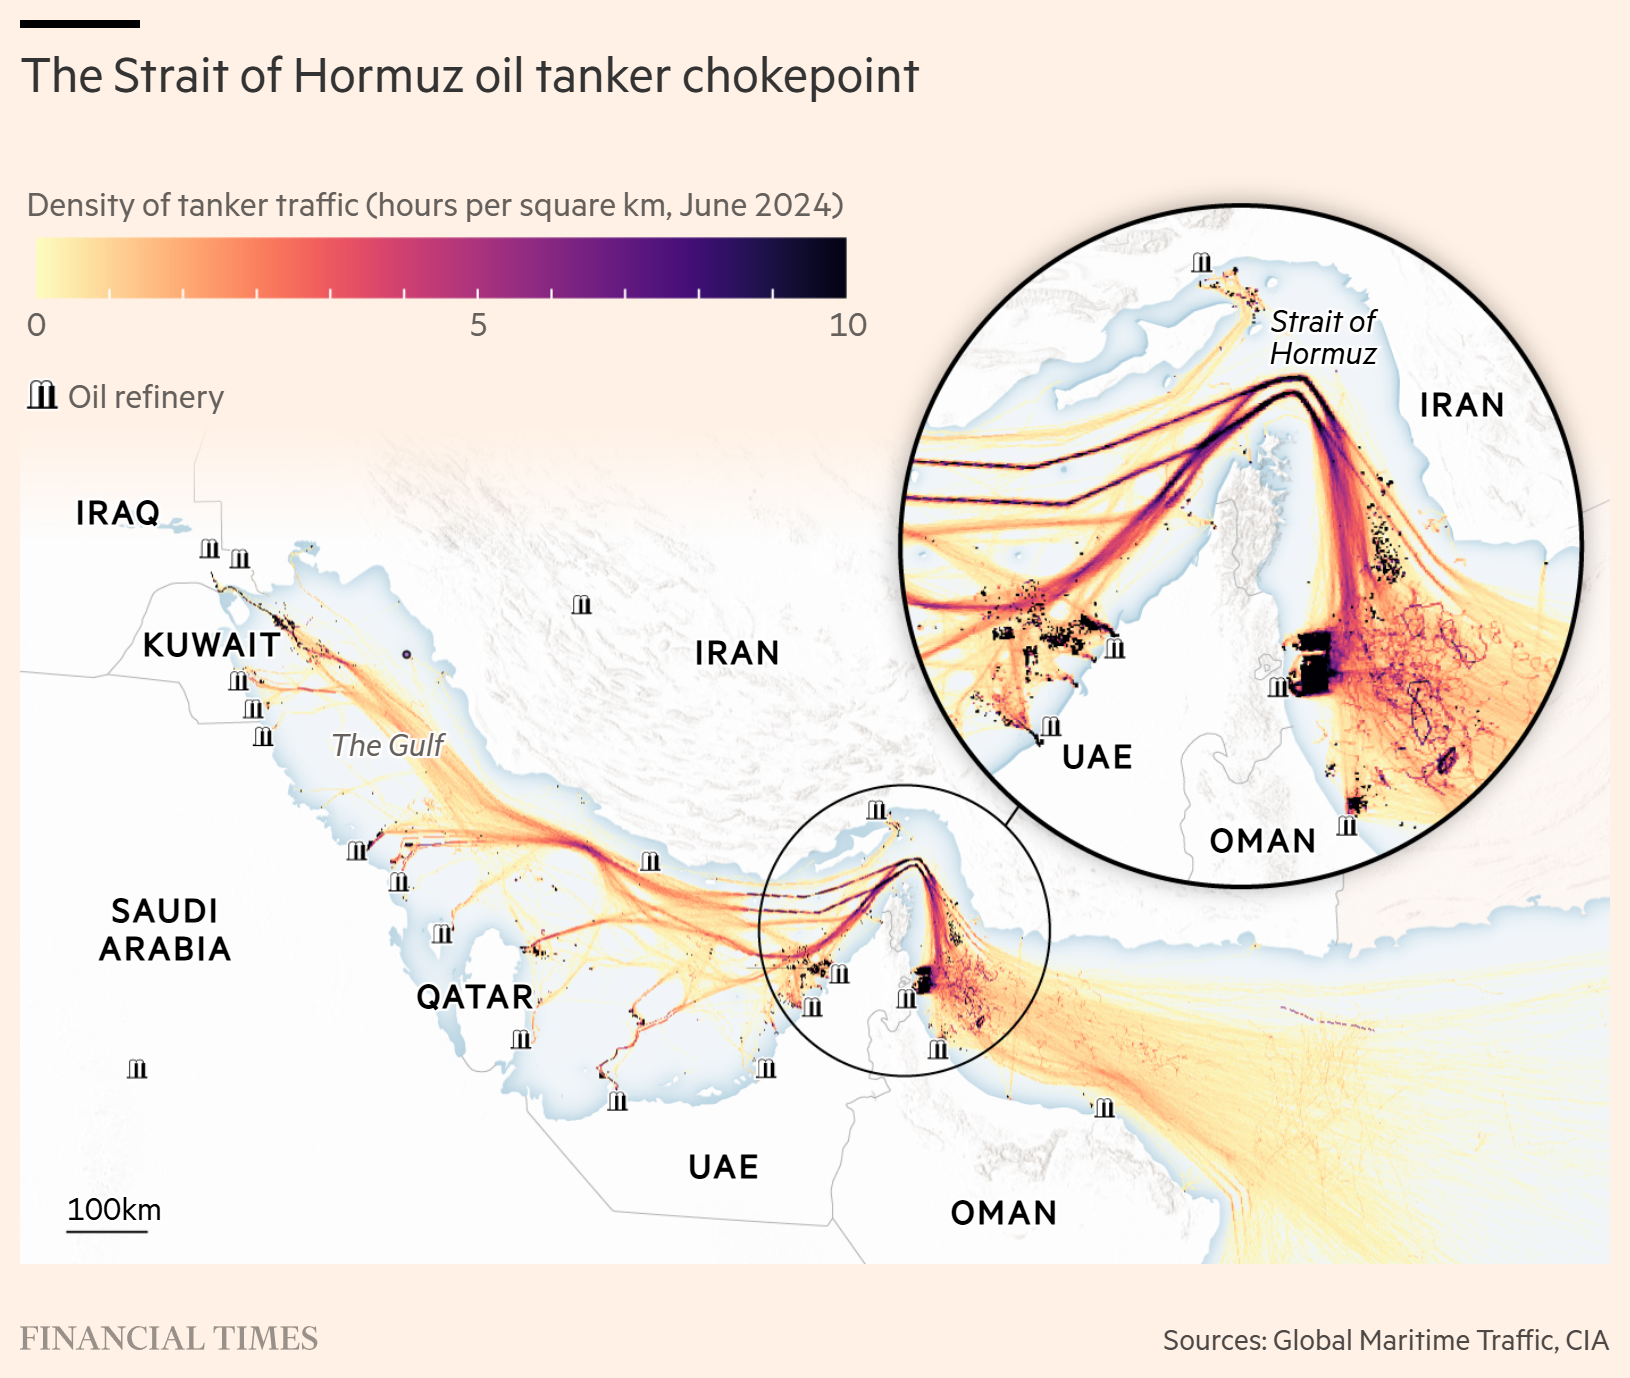 The Strait of Hormuz oil tanker chokepoint
Density of tanker traffic (hours per square km, June 2024)
0 5 10
Oil refinery
Strait of
Hormuz
IRAN
UAE
OMAN
IRAQ
KUWAIT
IRAN
The Gulf
SAUDI
ARABIA
QATAR
UAE
OMAN
100km
FINANCIAL TIMES
Sources: Global Maritime Traffic, CIA